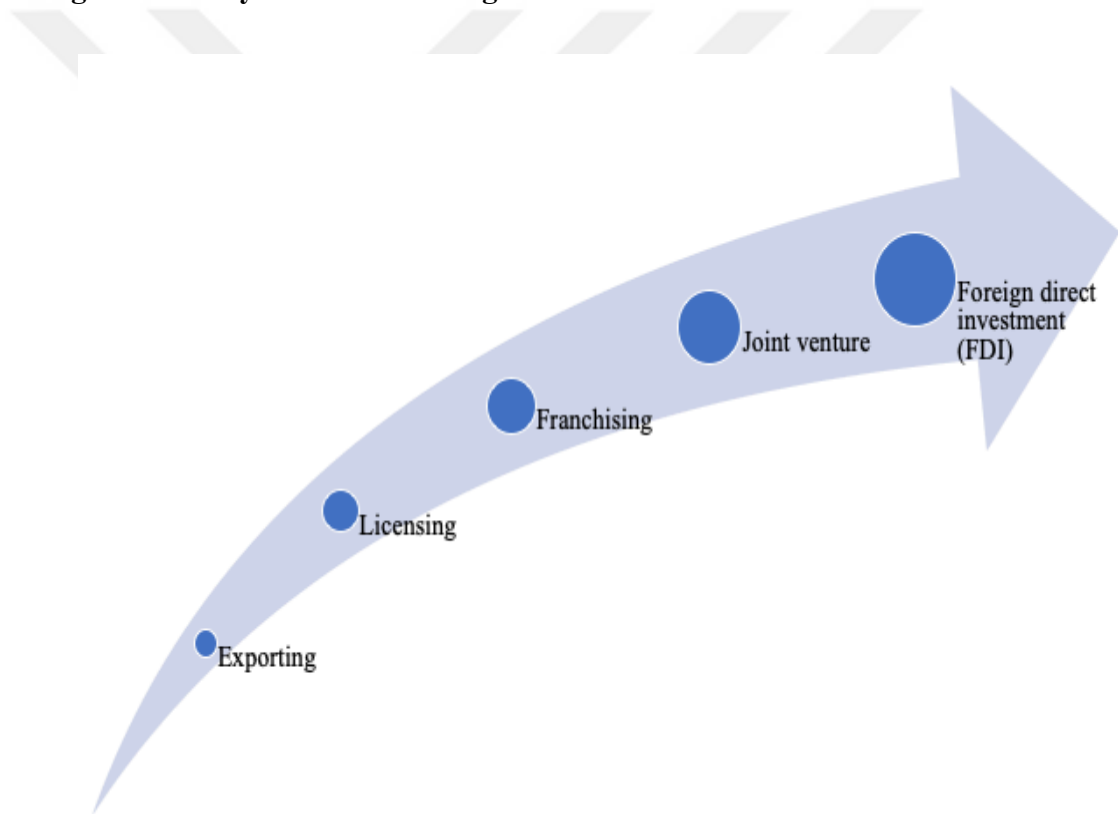 Exporting
Licensing
Franchising
Joint venture
Foreign direct
investment
(FDI)